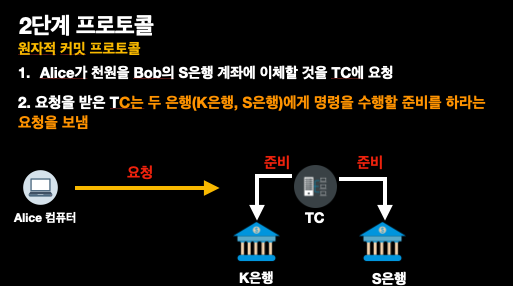 2단계 프로토콜
원자적 커밋 프로토콜
1. Alice가 천원을 Bob의 S은행 계좌에 이체할 것을 TC에 요청
2. 요청을 받은 TC는 두 은행(K은행, S은행)에게 명령을 수행할 준비를 하라는
요청을 보냄
요청
준비
준비
Alice 컴퓨터
TC
K은행
S은행